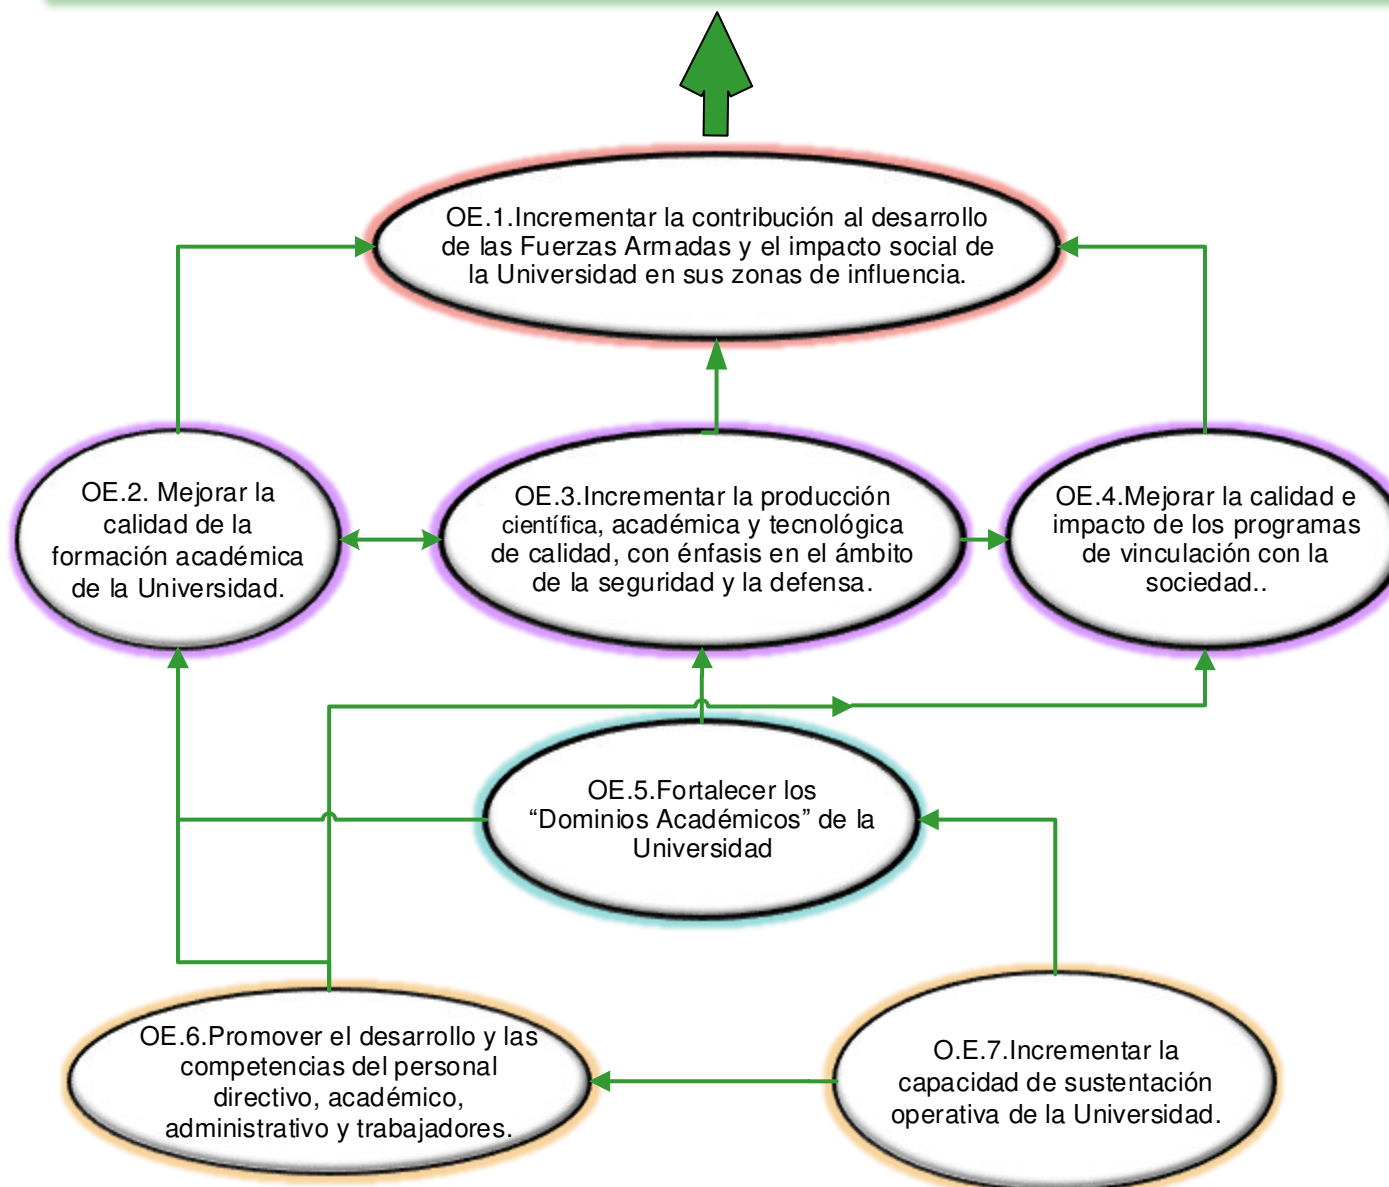 OE.1.Incrementar la contribución al desarrollo
de las Fuerzas Armadas y el impacto social de
la Universidad en sus zonas de influencia.
OE.2. Mejorar la
calidad de la
formación académica
de la Universidad.
OE.3.Incrementar la producción
científica, académica y tecnológica
de calidad, con énfasis en el ámbito
de la seguridad y la defensa.
OE.4.Mejorar la calidad e
impacto de los programas
de vinculación con la
sociedad..
OE.5.Fortalecer los
“Dominios Académicos” de la
Universidad
OE.6.Promover el desarrollo y las
competencias del personal
directivo, académico,
administrativo y trabajadores.
O.E.7.Incrementar la
capacidad de sustentación
operativa de la Universidad.